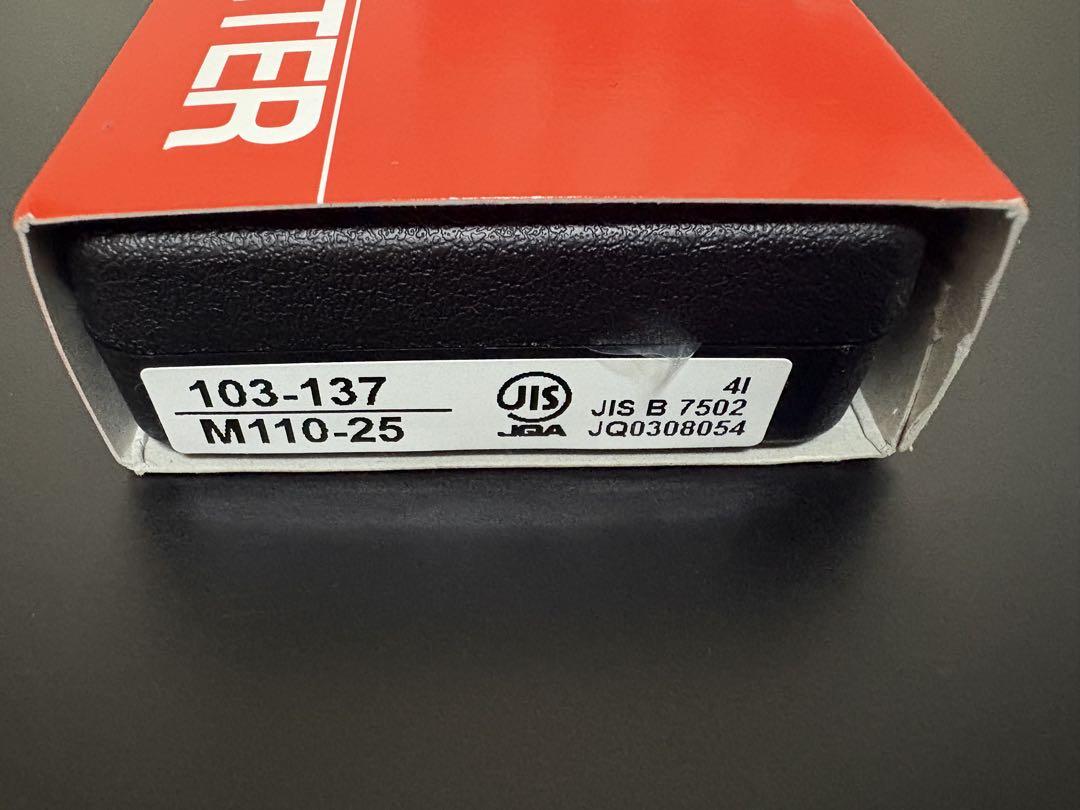 TER
103-137
M110-25
JIS
JQA
4I
JIS B 7502
JQ0308054